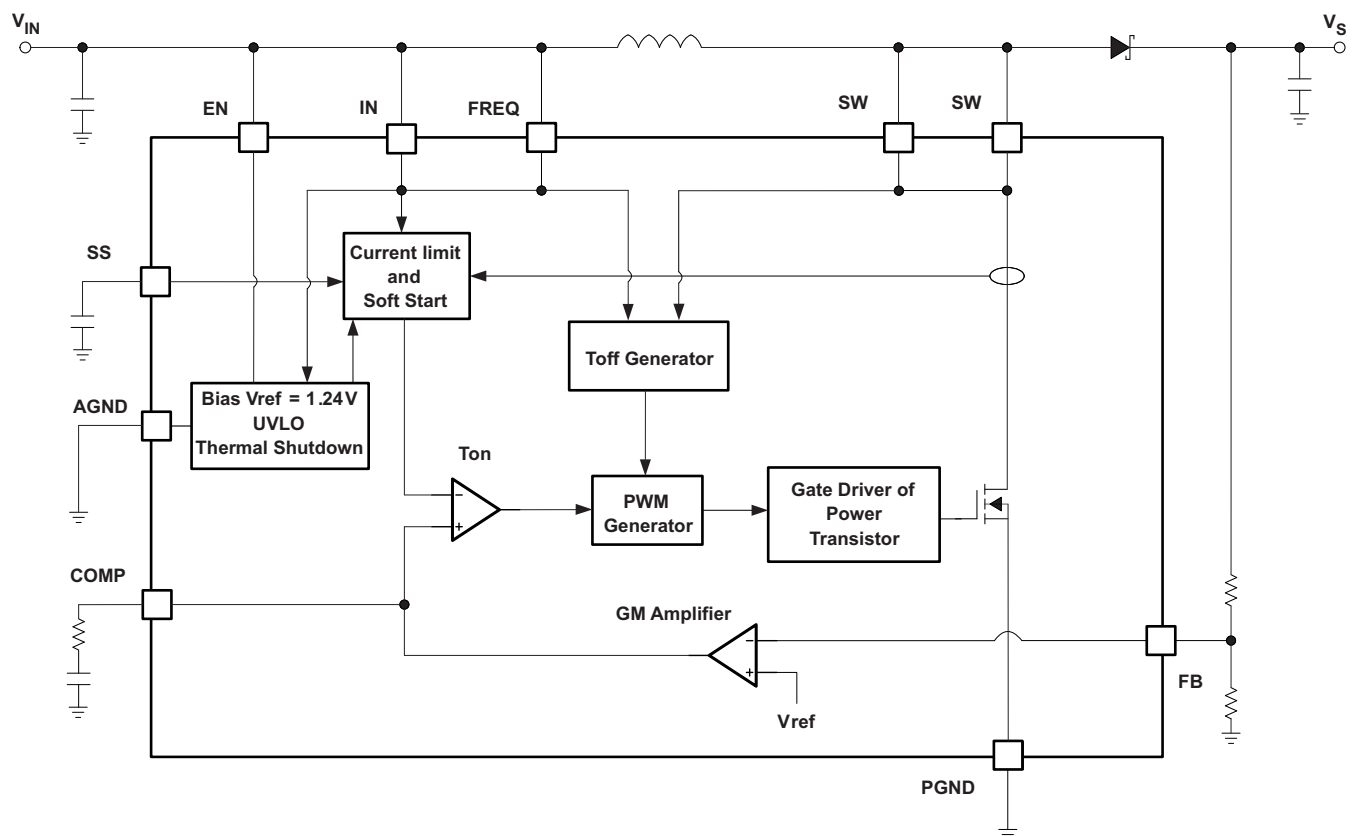 VIN
VS
EN
IN
FREQ
SW
SW
SS
Current limit
and
Soft Start
Toff Generator
AGND
Bias Vref = 1.24V
UVLO
Thermal Shutdown
Ton
−
+
PWM
Generator
Gate Driver of
Power
Transistor
COMP
GM Amplifier
−
+
Vref
FB
PGND